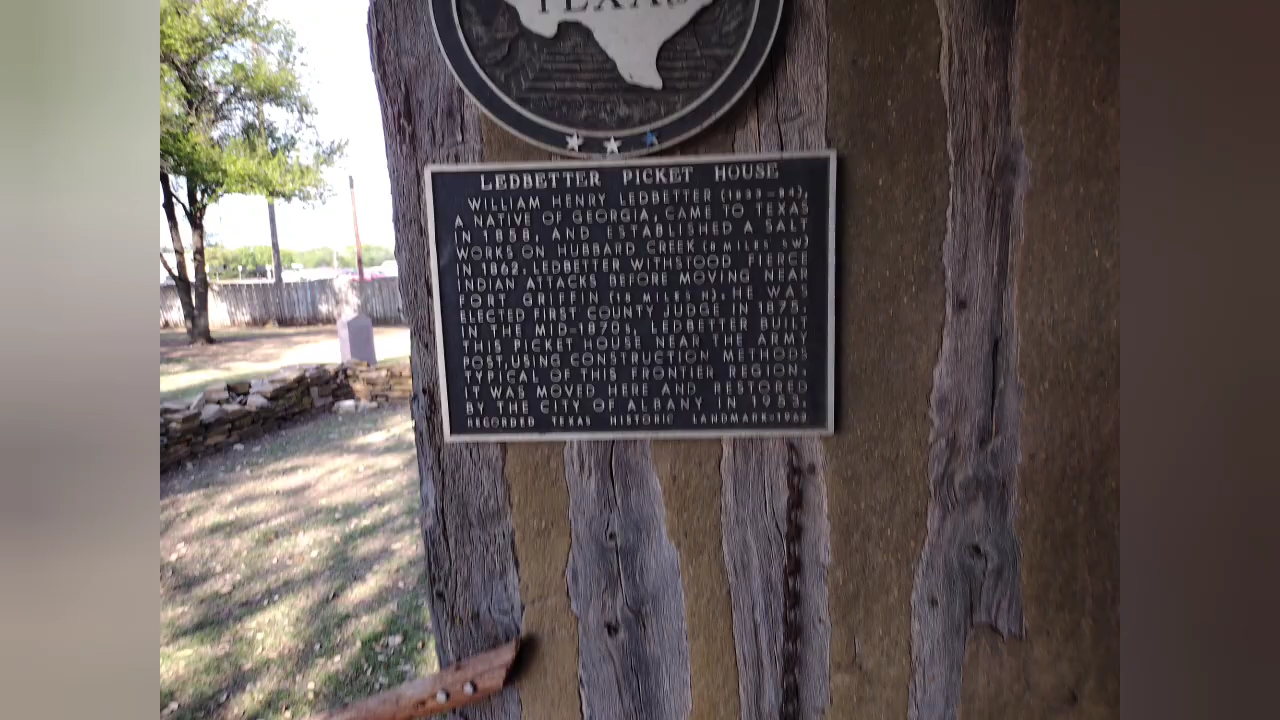 TEXAS
LEDBETTER PICKET HOUSE
WILLIAM HENRY LEDBETTER (1833-84),
A NATIVE OF GEORGIA, CAME TO TEXAS
IN 1858, AND ESTABLISHED A SALT
WORKS ON HUBBARD CREEK (8 MILES SW)
IN 1862. LEDBETTER WITHSTOOD FIERCE
INDIAN ATTACKS BEFORE MOVING NEAR
FORT GRIFFIN (16 MILES N). HE WAS
ELECTED FIRST COUNTY JUDGE IN 1875.
IN THE MID-1870s, LEDBETTER BUILT
THIS PICKET HOUSE NEAR THE ARMY
POST, USING CONSTRUCTION METHODS
TYPICAL OF THIS FRONTIER REGION.
IT WAS MOVED HERE AND RESTORED
BY THE CITY OF ALBANY IN 1953.
RECORDED TEXAS HISTORIC LANDMARK-1962